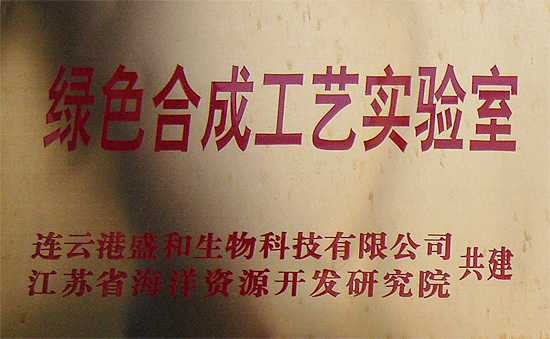 绿色合成工艺实验室
连云港盛和生物科技有限公司
江苏省海洋资源开发研究院
共建